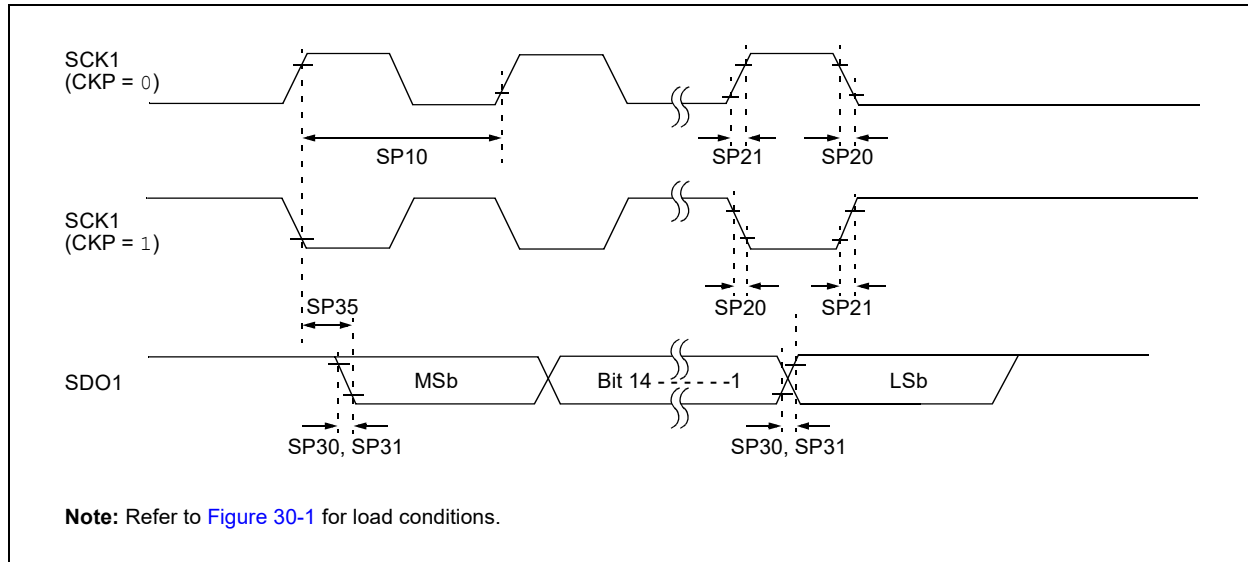 SCK1
(CKP = 0)
SP10
SP21
SP20
SCK1
(CKP = 1)
SP20
SP21
SP35
SDO1
MSb
Bit 14 - - - - - - -1
LSb
SP30, SP31
SP30, SP31
Note: Refer to Figure 30-1 for load conditions.